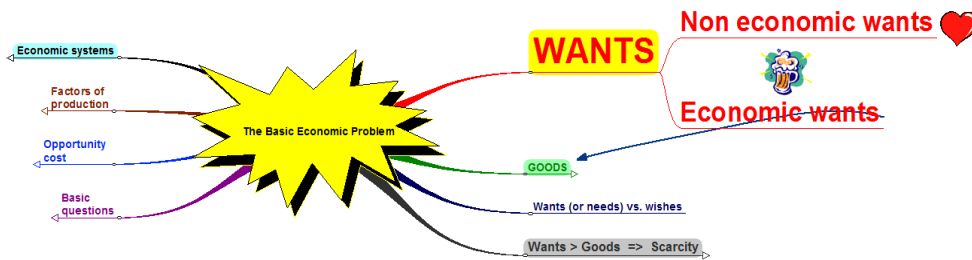 Economic systems
Factors of
production
Opportunity
cost
Basic
questions
The Basic Economic Problem
WANTS
Non economic wants
Economic wants
GOODS
Wants (or needs) vs. wishes
Wants > Goods => Scarcity